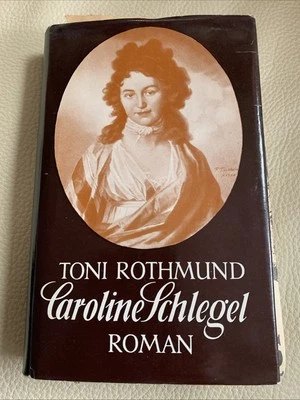 TONI ROTHMUND
Caroline Schlegel
ROMAN